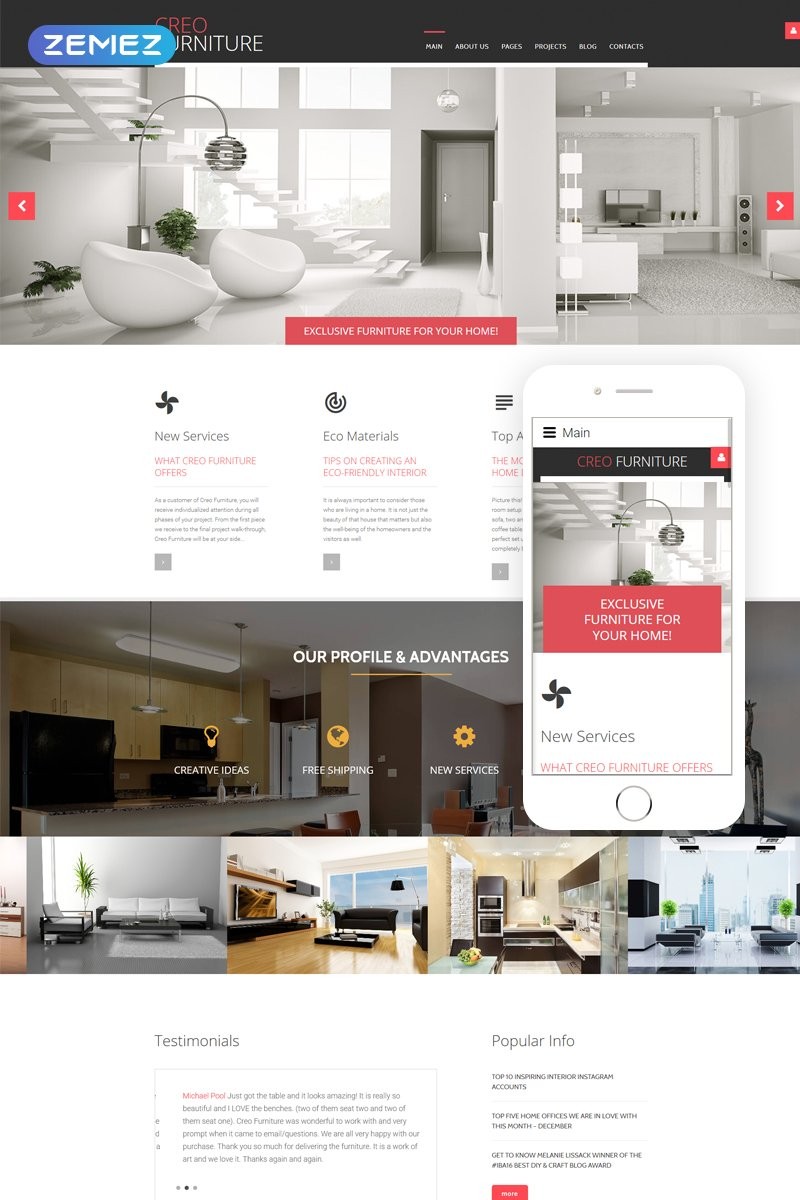 CREO
ZEMEZ
FURNITURE
MAIN
ABOUT US
PAGES
PROJECTS
BLOG
CONTACTS
EXCLUSIVE FURNITURE FOR YOUR HOME!
New Services
WHAT CREO FURNITURE
OFFERS
As a customer of Creo Furniture, you will
receive individualized attention during all
phases of your project. From the first piece
we receive to the final project walk-through,
Creo Furniture will be at your side...
Eco Materials
TIPS ON CREATING AN
ECO-FRIENDLY INTERIOR
It is always important to consider those
who are living in a home. It is not just the
beauty of that house that matters but also
the well-being of the homeowners and the
visitors as well
Top A
THE MO
HOME I
Picture this!
room setup
sofa, two an
coffee table
perfect set u
completely l
Main
CREO FURNITURE
EXCLUSIVE
FURNITURE FOR
YOUR HOME!
New Services
WHAT CREO FURNITURE OFFERS
OUR PROFILE & ADVANTAGES
CREATIVE IDEAS
FREE SHIPPING
NEW SERVICES
Testimonials
Michael Pool Just got the table and it looks amazing! It is really so
beautiful and I LOVE the benches. (two of them seat two and two of
them seat one). Creo Furniture was wonderful to work with and very
prompt when it came to email/questions. We are all very happy with our
purchase. Thank you so much for delivering the furniture. It is a work of
art and we love it. Thanks again and again.
Popular Info
TOP 10 INSPIRING INTERIOR INSTAGRAM
ACCOUNTS
TOP FIVE HOME OFFICES WE ARE IN LOVE WITH
THIS MONTH – DECEMBER
GET TO KNOW MELANIE LISSACK WINNER OF THE
#IBA16 BEST DIY & CRAFT BLOG AWARD
more